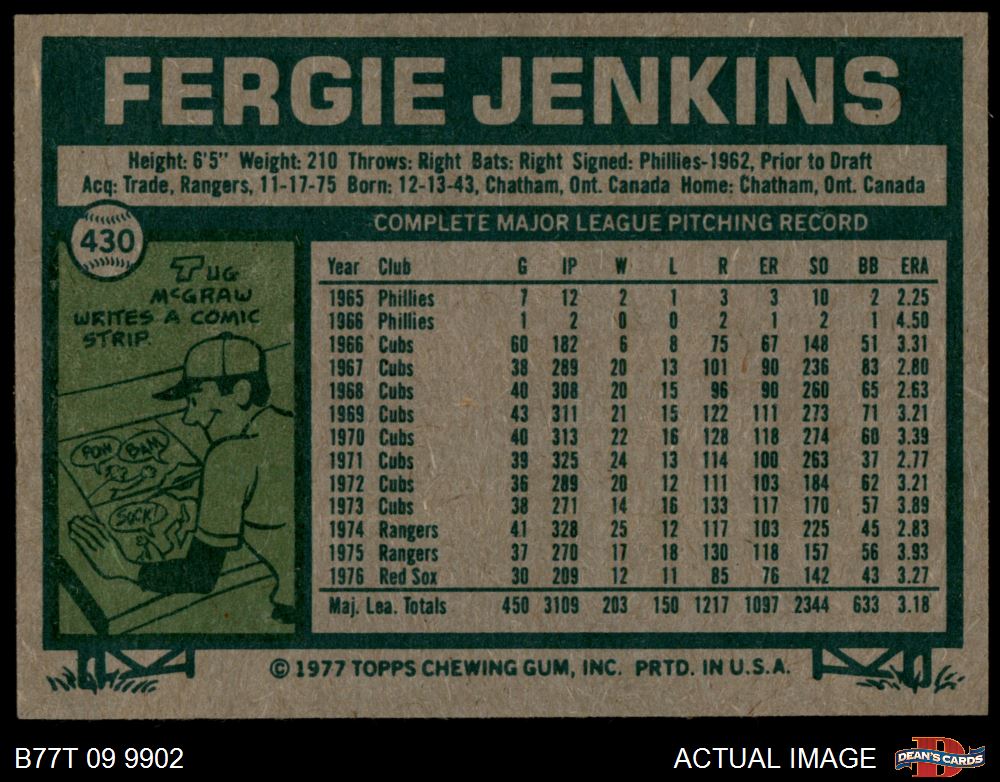 FERGIE JENKINS
Height: 6'5" Weight: 210 Throws: Right Bats: Right Signed: Phillies-1962, Prior to Draft
Acq: Trade, Rangers, 11-17-75 Born: 12-13-43, Chatham, Ont. Canada Home: Chatham, Ont. Canada
430
TUG
McGRAW
WRITES A COMIC
STRIP.
POW BAM
SOCK!
COMPLETE MAJOR LEAGUE PITCHING RECORD
Year Club G IP W L R ER SO BB ERA
1965 Phillies 7 12 2 1 3 3 10 2 2.25
1966 Phillies 1 2 0 0 2 1 2 1 4.50
1966 Cubs 60 182 6 8 75 67 148 51 3.31
1967 Cubs 38 289 20 13 101 90 236 83 2.80
1968 Cubs 40 308 20 15 96 90 260 65 2.63
1969 Cubs 43 311 21 15 122 111 273 71 3.21
1970 Cubs 40 313 22 16 128 118 274 60 3.39
1971 Cubs 39 325 24 13 114 100 263 37 2.77
1972 Cubs 36 289 20 12 111 103 184 62 3.21
1973 Cubs 38 271 14 16 133 117 170 57 3.89
1974 Rangers 41 328 25 12 117 103 225 45 2.83
1975 Rangers 37 270 17 18 130 118 157 56 3.93
1976 Red Sox 30 209 12 11 85 76 142 43 3.27
Maj. Lea. Totals 450 3109 203 150 1217 1097 2344 633 3.18
© 1977 TOPPS CHEWING GUM, INC. PRTD. IN U.S.A.
B77T 09 9902
ACTUAL IMAGE
D
DEAN'S CARDS